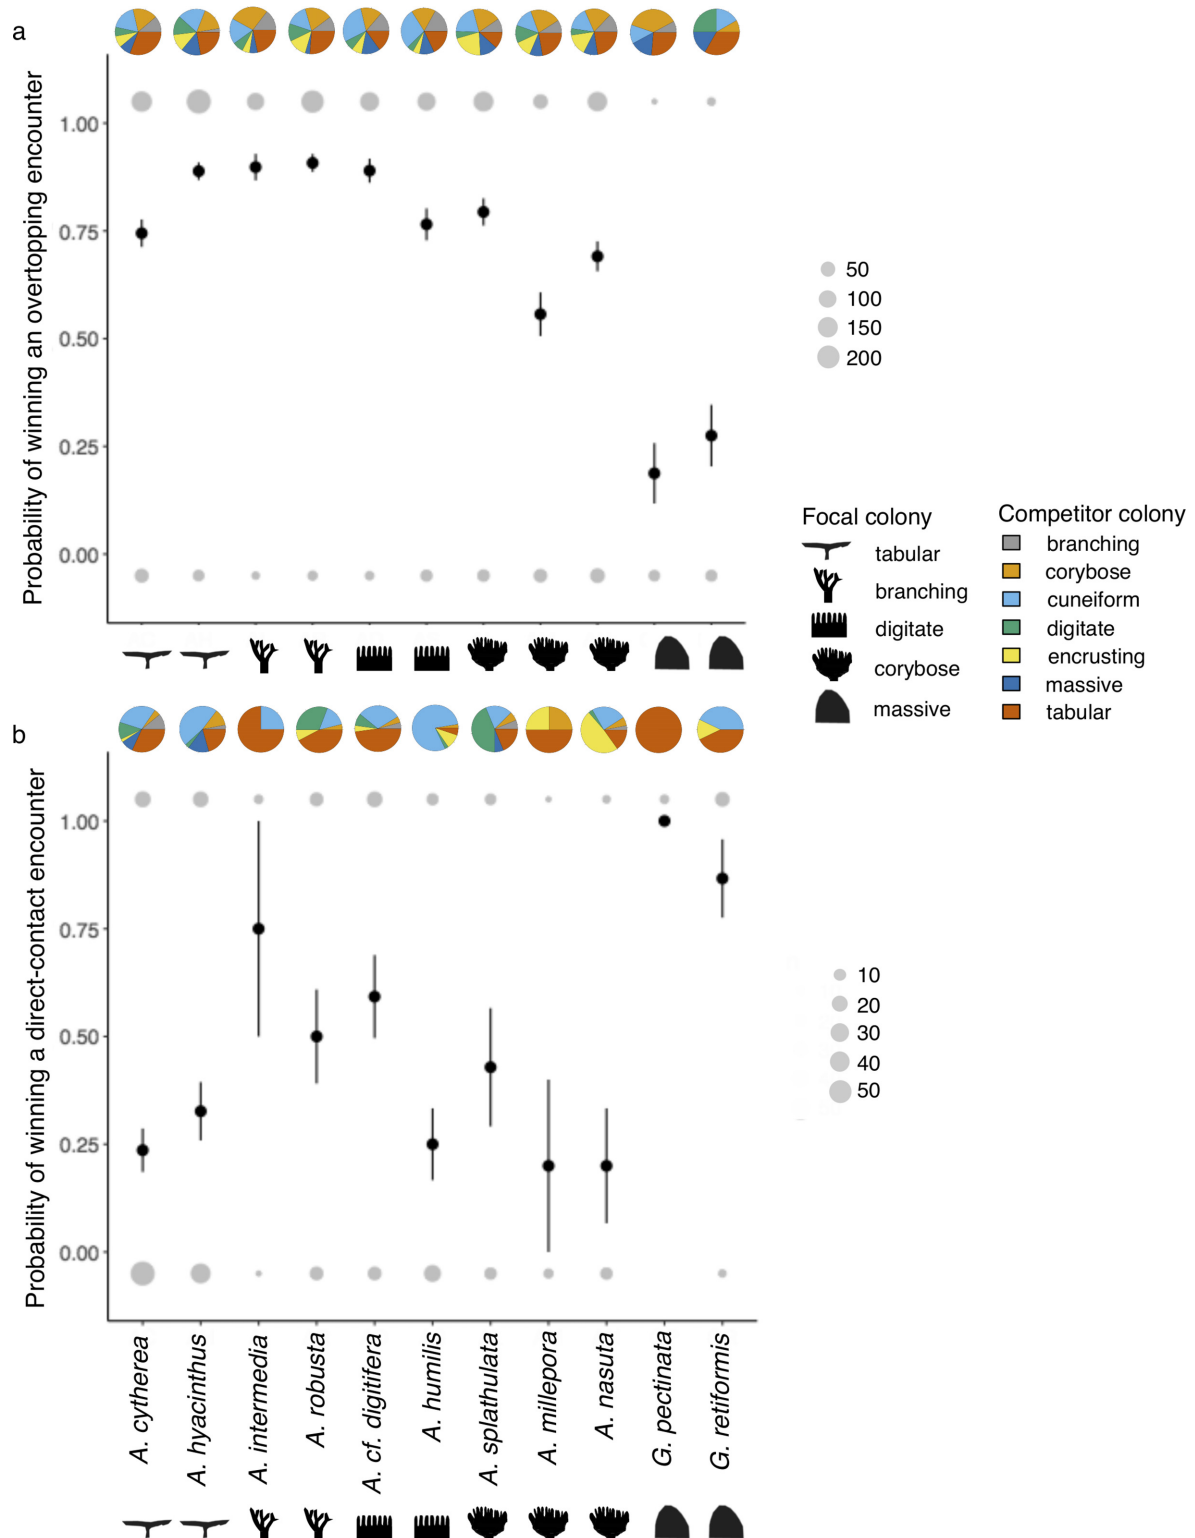 a
Probability of winning an overtopping encounter
1.00
0.75
0.50
0.25
0.00
50
100
150
200
Focal colony
tabular
branching
digitate
corybose
massive
Competitor colony
branching
corybose
cuneiform
digitate
encrusting
massive
tabular
b
Probability of winning a direct-contact encounter
1.00
0.75
0.50
0.25
0.00
10
20
30
40
50
A. cytherea
A. hyacinthus
A. intermedia
A. robusta
A. cf. digitifera
A. humilis
A. splathulata
A. millepora
A. nasuta
G. pectinata
G. retiformis